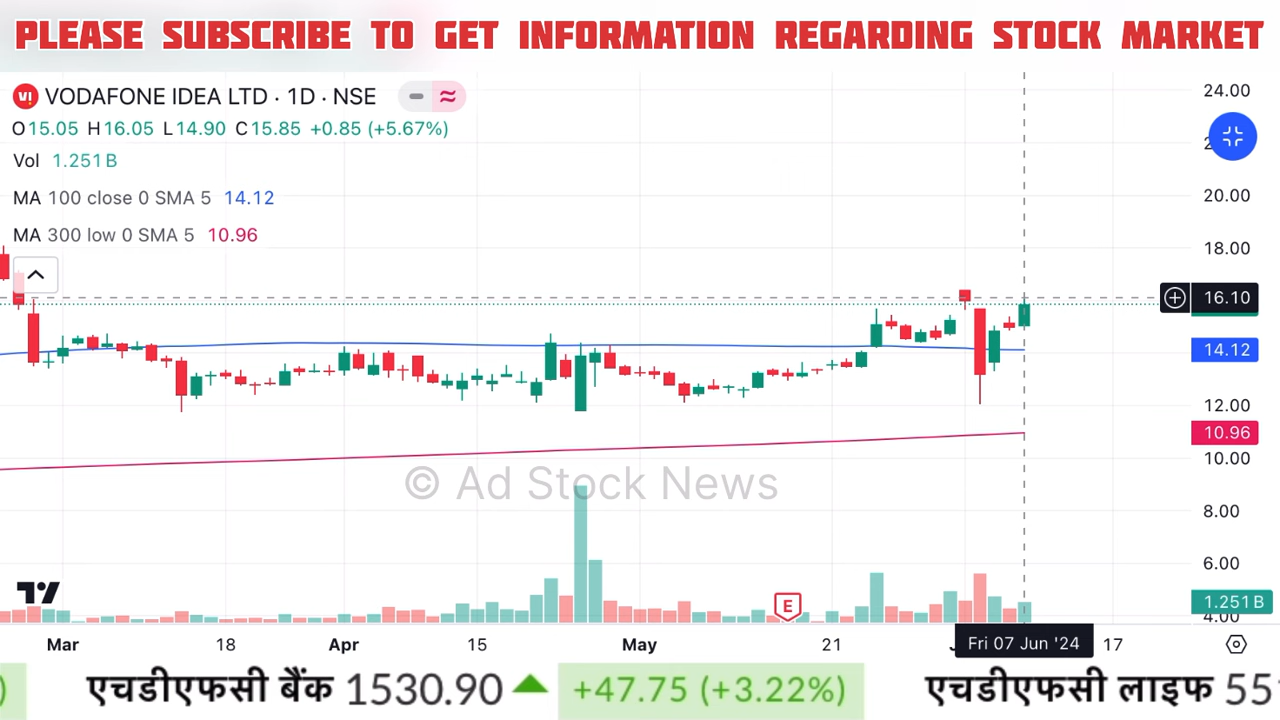 PLEASE SUBSCRIBE TO GET INFORMATION REGARDING STOCK MARKET
VODAFONE IDEA LTD · 1D · NSE
O15.05 H16.05 L14.90 C15.85 +0.85 (+5.67%)
Vol 1.251B
MA 100 close 0 SMA 5 14.12
MA 300 low 0 SMA 5 10.96
24.00
20.00
18.00
16.10
14.12
12.00
10.96
10.00
8.00
6.00
1.251B
4.00
© Ad Stock News
E
Mar 18 Apr 15 May 21 Fri 07 Jun '24 17
) एचडीएफसी बैंक 1530.90 +47.75 (+3.22%) एचडीएफसी लाइफ 55